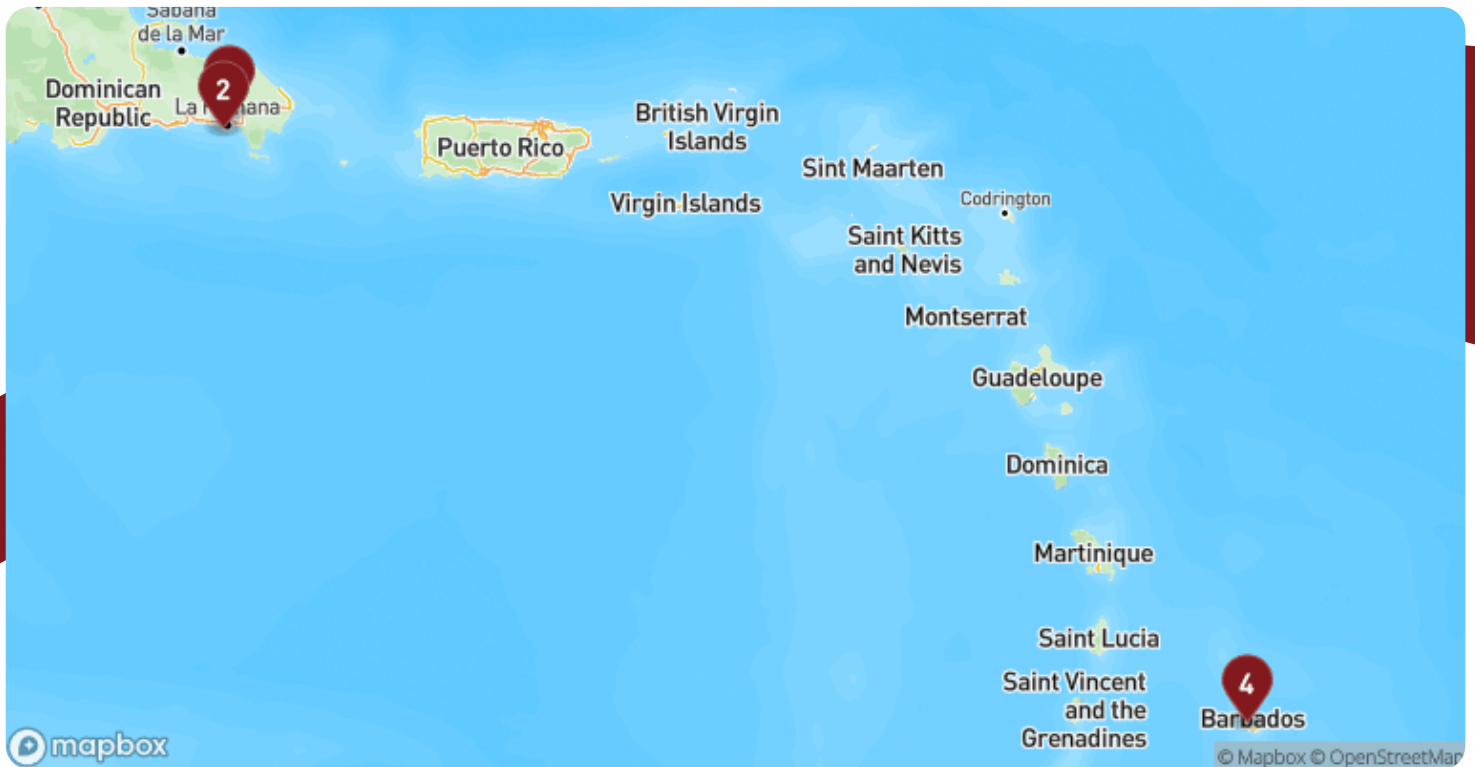 Sabana
de la Mar
Dominican
Republic
2
La
British Virgin
Islands
Puerto Rico
Sint Maarten
Virgin Islands
Codrington
Saint Kitts
and Nevis
Montserrat
Guadeloupe
Dominica
Martinique
Saint Lucia
Saint Vincent
and the
Grenadines
4
Barbados
mapbox
© Mapbox © OpenStreetMap